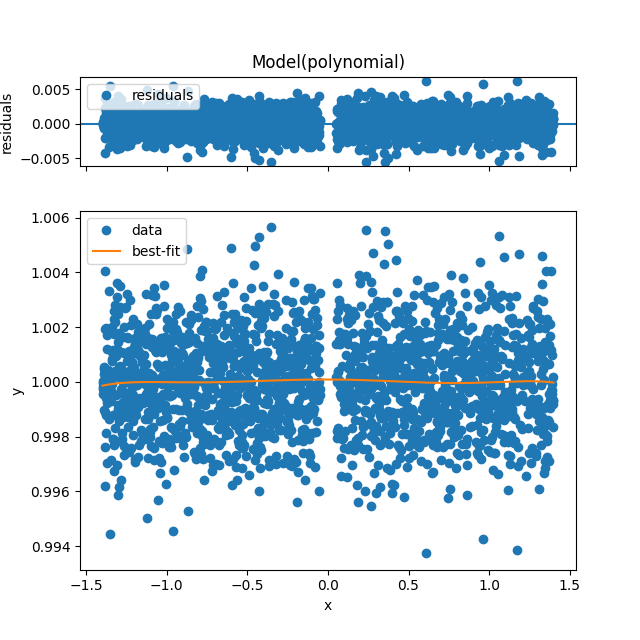 Model(polynomial)
residuals
0.005
0.000
−0.005
residuals
1.006
1.004
1.002
1.000
0.998
0.996
0.994
y
data
best-fit
−1.5
−1.0
−0.5
0.0
0.5
1.0
1.5
x